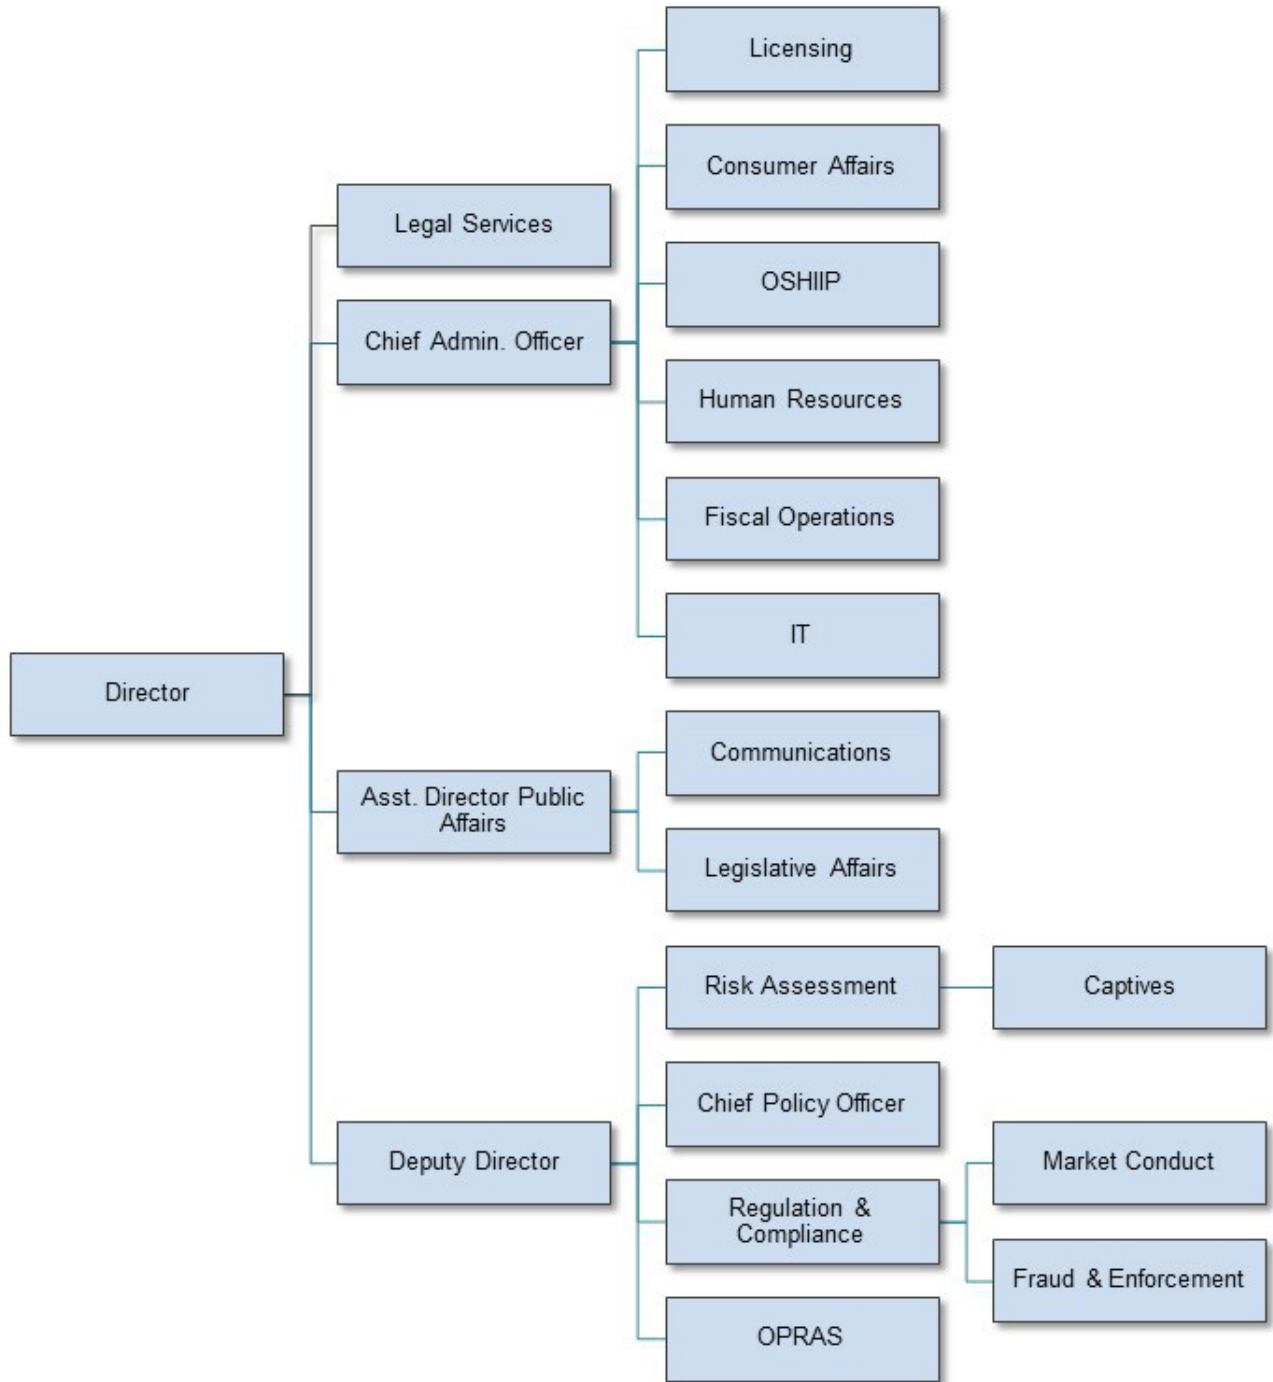 Licensing
Consumer Affairs
Legal Services
OSHIIP
Chief Admin. Officer
Human Resources
Fiscal Operations
IT
Director
Communications
Asst. Director Public
Affairs
Legislative Affairs
Risk Assessment
Captives
Chief Policy Officer
Deputy Director
Market Conduct
Regulation &
Compliance
Fraud & Enforcement
OPRAS